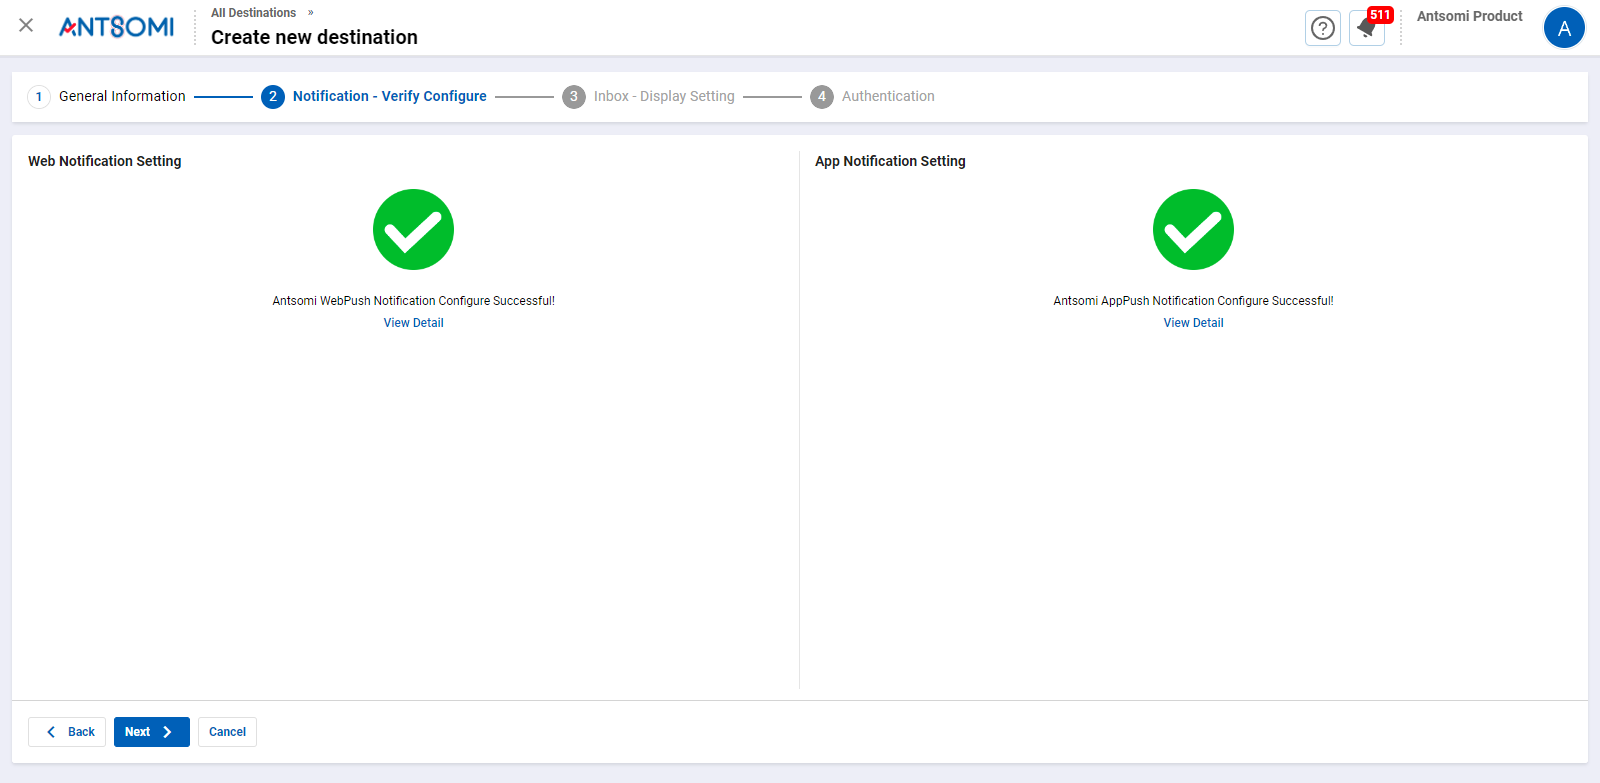 ANTSOMI
All Destinations »
Create new destination
?
511
Antsomi Product
A
1 General Information
2 Notification - Verify Configure
3 Inbox - Display Setting
4 Authentication
Web Notification Setting
Antsomi WebPush Notification Configure Successful!
View Detail
App Notification Setting
Antsomi AppPush Notification Configure Successful!
View Detail
Back
Next
Cancel